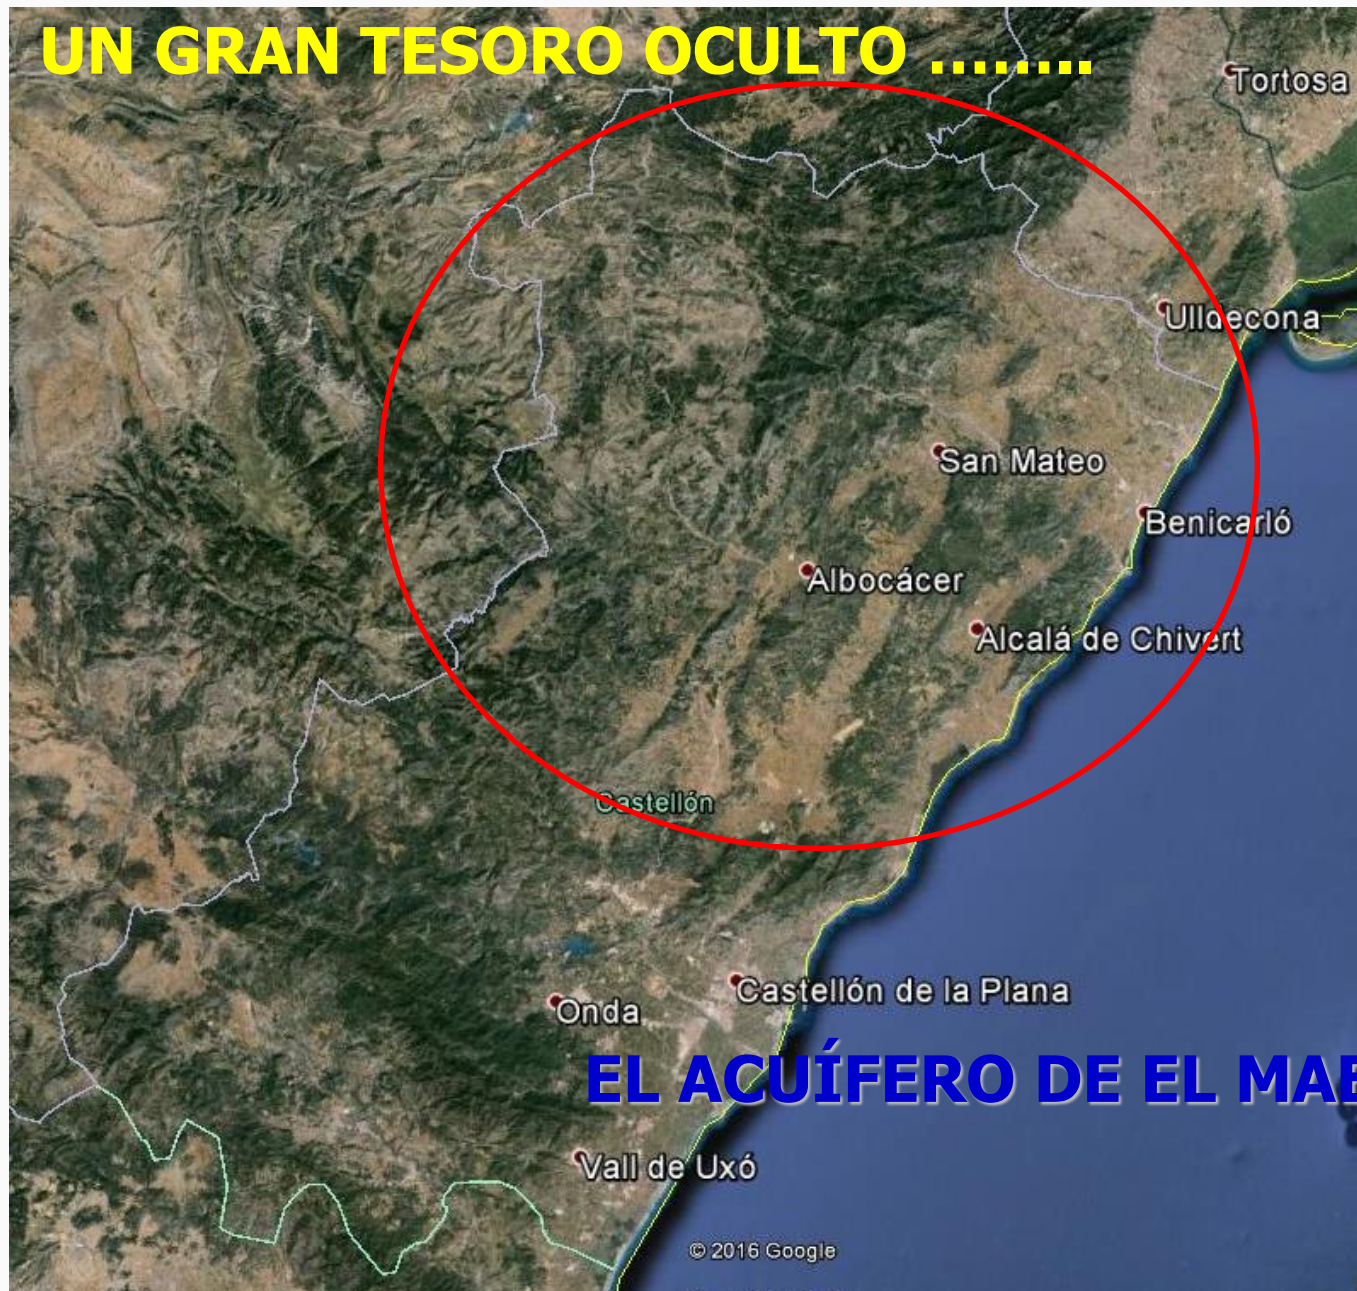 UN GRAN TESORO OCULTO ........
Tortosa
Ulldecona
San Mateo
Benicarló
Albocácer
Alcalá de Chivert
Castellón
Castellón de la Plana
Onda
EL ACUÍFERO DE EL
Vall de Uxó
© 2016 Google